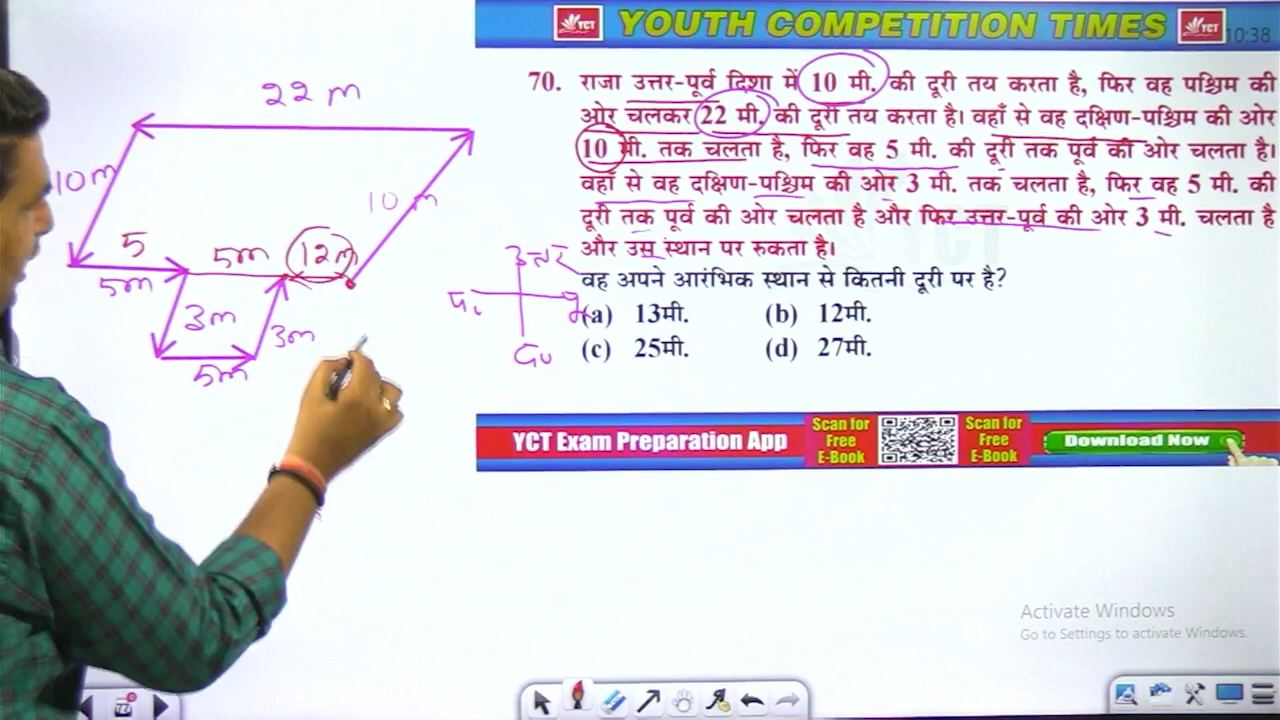 YCT
YOUTH COMPETITION TIMES
YCT
10:38
70. राजा उत्तर-पूर्व दिशा में 10 मी. की दूरी तय करता है, फिर वह पश्चिम की
ओर चलकर 22 मी. की दूरी तय करता है। वहाँ से वह दक्षिण-पश्चिम की ओर
10 मी. तक चलता है, फिर वह 5 मी. की दूरी तक पूर्व की ओर चलता है।
वहाँ से वह दक्षिण-पश्चिम की ओर 3 मी. तक चलता है, फिर वह 5 मी. की
दूरी तक पूर्व की ओर चलता है और फिर उत्तर-पूर्व की ओर 3 मी. चलता है
और उस स्थान पर रुकता है।
वह अपने आरंभिक स्थान से कितनी दूरी पर है?
(a) 13मी. (b) 12मी.
(c) 25मी. (d) 27मी.
22 m
10m
10 m
5
5m
12m
5m
3m
3m
5m
उत्तर
YCT Exam Preparation App
Scan for
Free
E-Book
Scan for
Free
E-Book
Download Now
Activate Windows
Go to Settings to activate Windows.